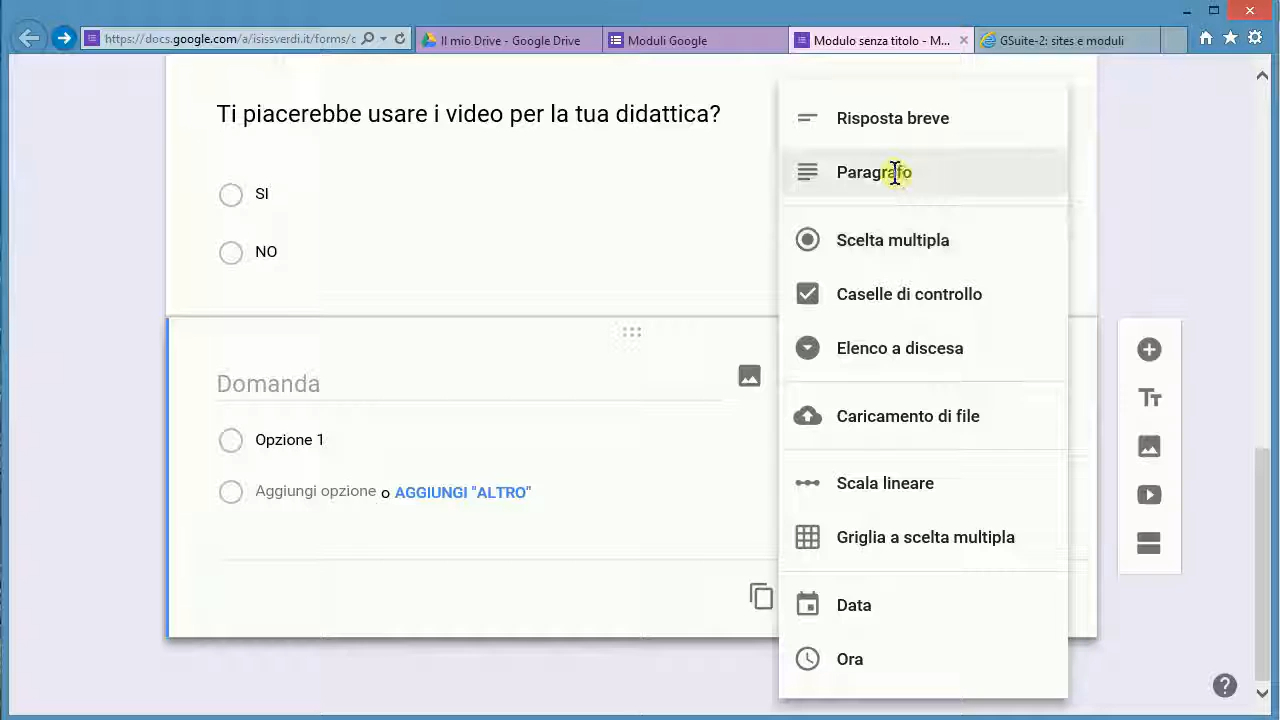 https://docs.google.com/a/isissverdi.it/forms/c
Il mio Drive - Google Drive
Moduli Google
Modulo senza titolo - M...
GSuite-2: sites e moduli
Ti piacerebbe usare i video per la tua didattica?
SI
NO
Domanda
Opzione 1
Aggiungi opzione o AGGIUNGI "ALTRO"
Risposta breve
Paragrafo
Scelta multipla
Caselle di controllo
Elenco a discesa
Caricamento di file
Scala lineare
Griglia a scelta multipla
Data
Ora
Tт